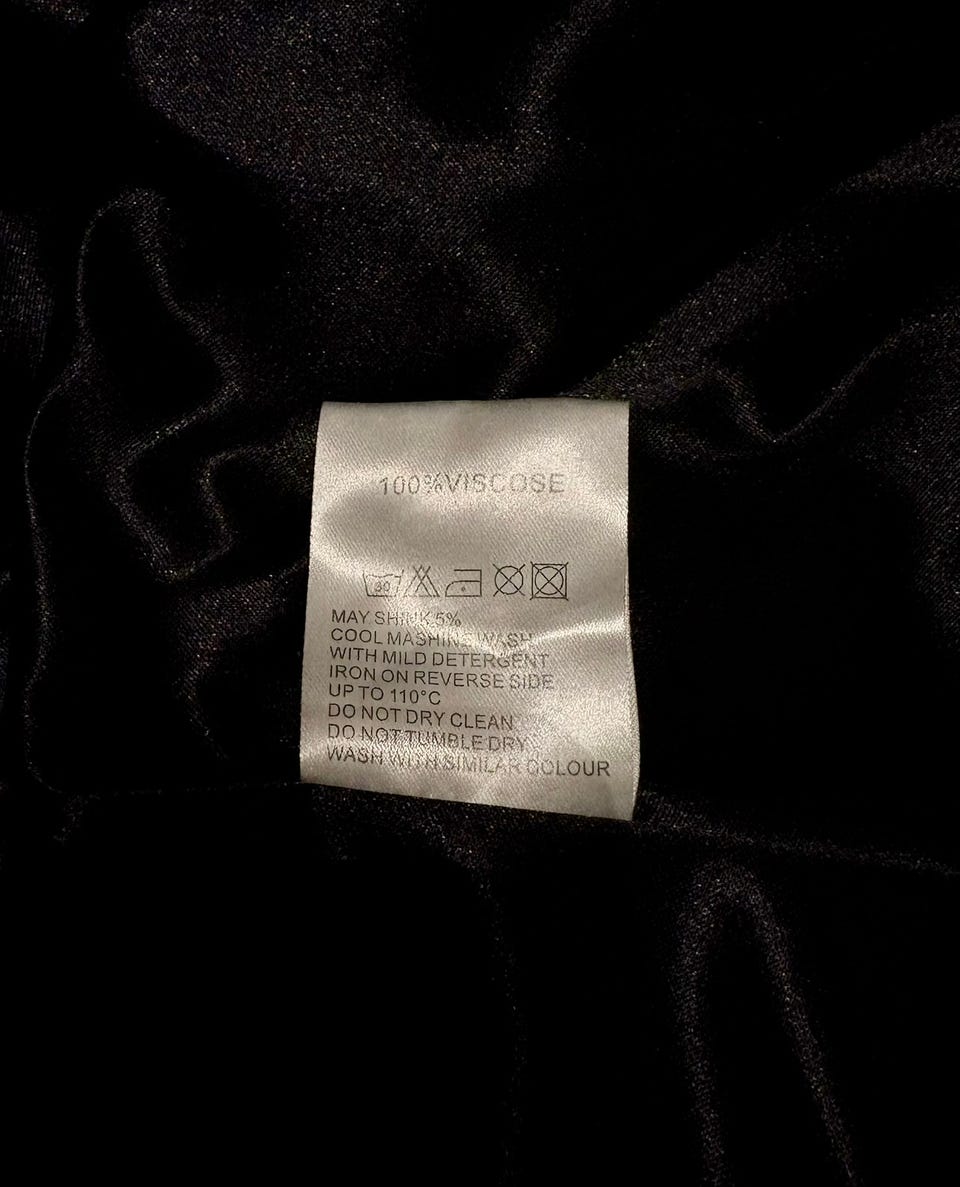 100%VISCOSE
30
MAY SHINK 5%
COOL MASHINE WASH
WITH MILD DETERGENT
IRON ON REVERSE SIDE
UP TO 110°C
DO NOT DRY CLEAN
DO NOT TUMBLE DRY
WASH WITH SIMILAR COLOUR